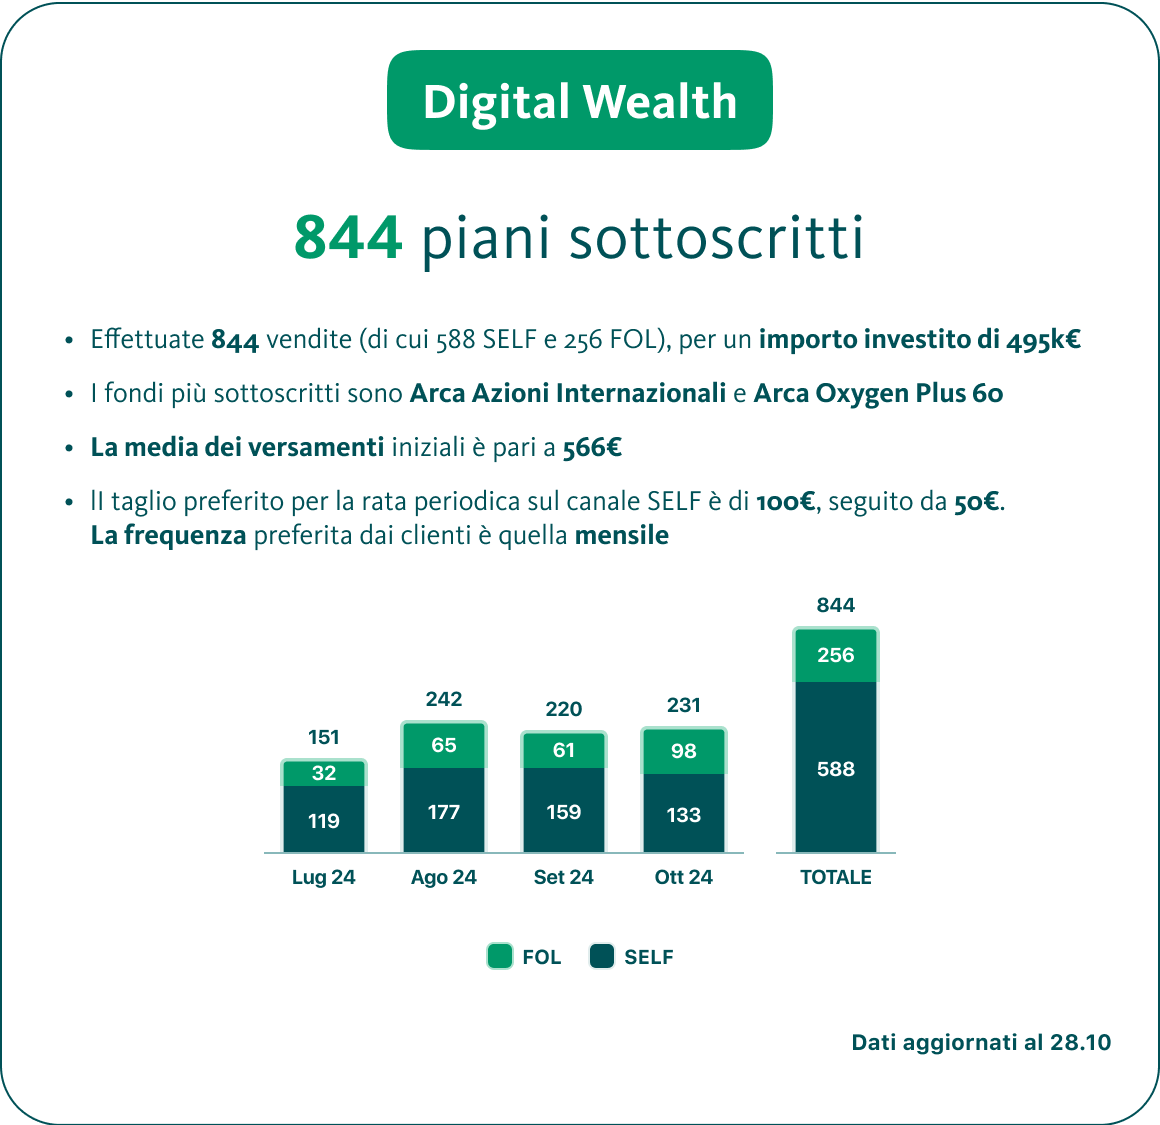 Digital Wealth
844 piani sottoscritti
• Effettuate 844 vendite (di cui 588 SELF e 256 FOL), per un importo investito di 495k€
• I fondi più sottoscritti sono Arca Azioni Internazionali e Arca Oxygen Plus 60
• La media dei versamenti iniziali è pari a 566€
• lI taglio preferito per la rata periodica sul canale SELF è di 100€, seguito da 50€.
La frequenza preferita dai clienti è quella mensile
844
256
242
231
151
220
65
61
98
32
588
119
177
159
133
Lug 24 Ago 24 Set 24 Ott 24 TOTALE
FOL SELF
Dati aggiornati al 28.10